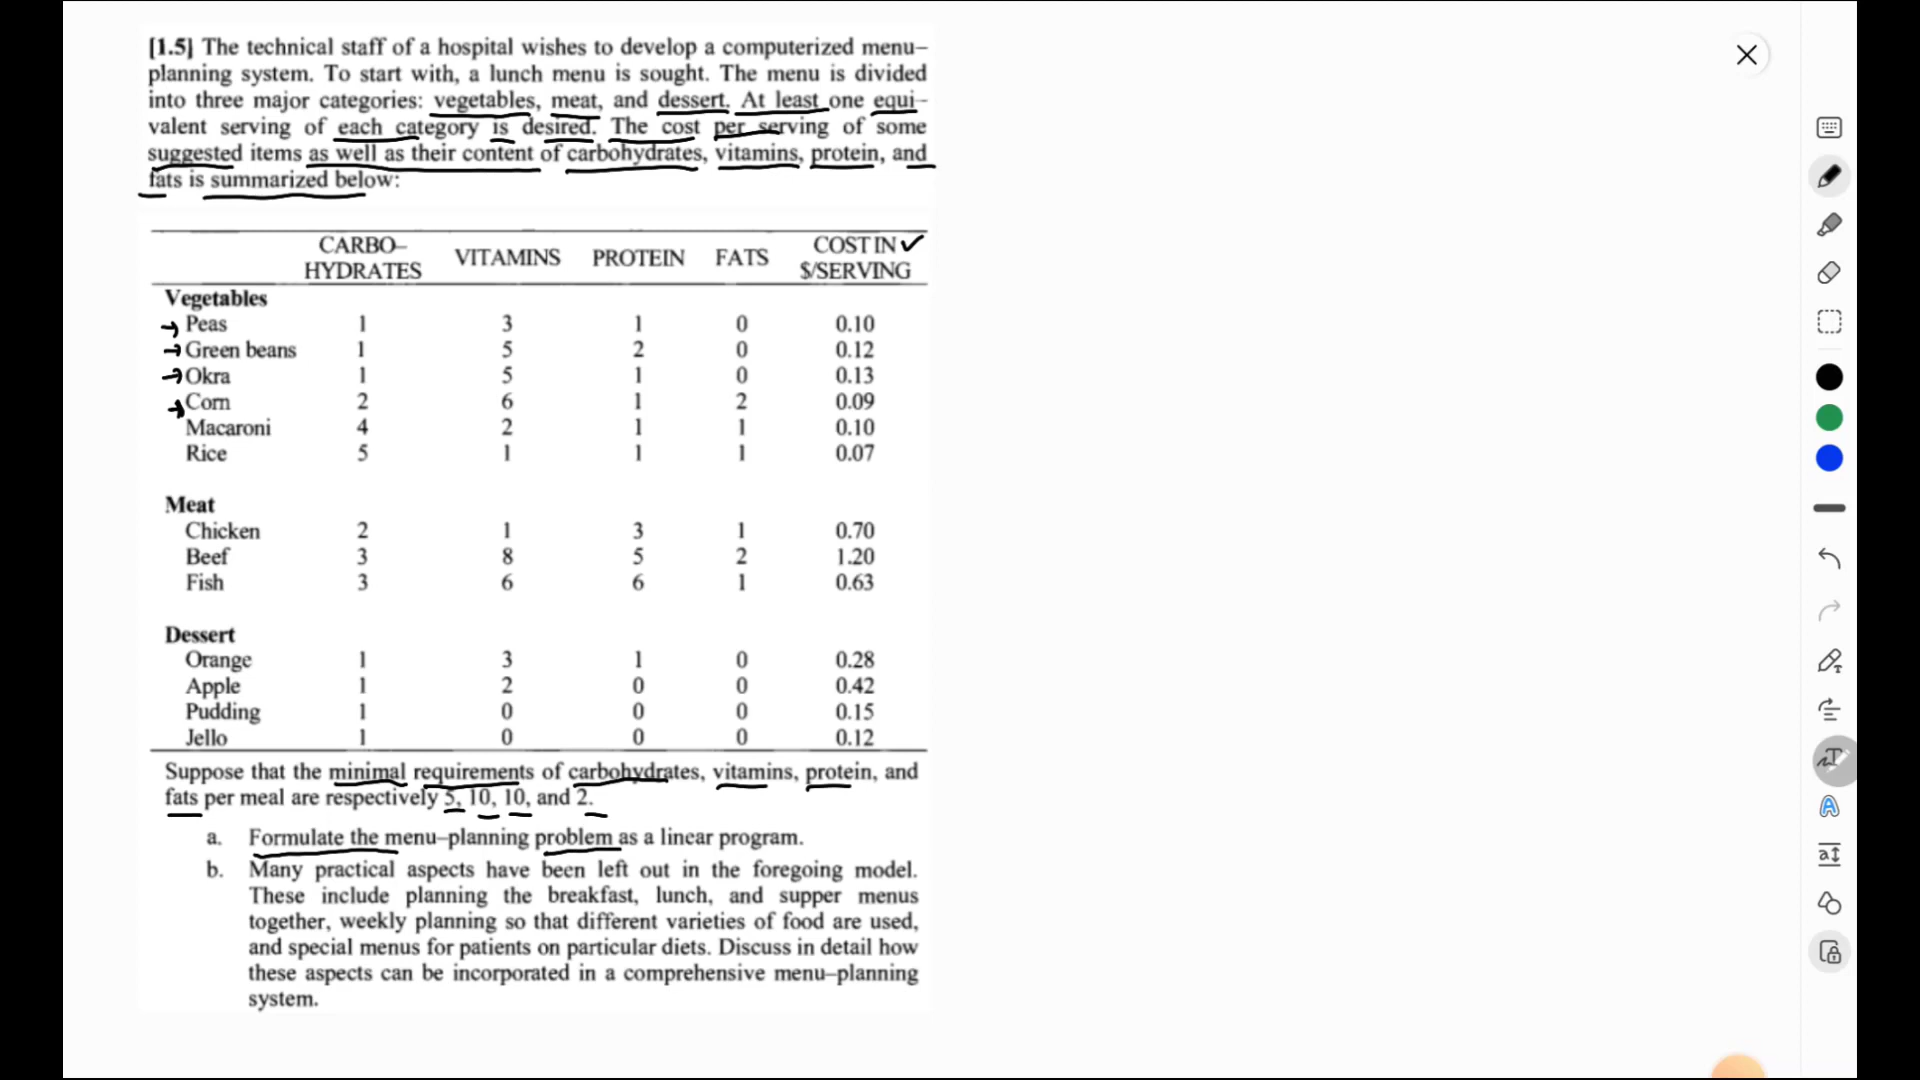 [1.5] The technical staff of a hospital wishes to develop a computerized menu–
planning system. To start with, a lunch menu is sought. The menu is divided
into three major categories: vegetables, meat, and dessert. At least one equi–
valent serving of each category is desired. The cost per serving of some
suggested items as well as their content of carbohydrates, vitamins, protein, and
fats is summarized below:
CARBO– HYDRATES VITAMINS PROTEIN FATS COST IN $/SERVING
Vegetables
Peas 1 3 1 0 0.10
Green beans 1 5 2 0 0.12
Okra 1 5 1 0 0.13
Corn 2 6 1 2 0.09
Macaroni 4 2 1 1 0.10
Rice 5 1 1 1 0.07
Meat
Chicken 2 1 3 1 0.70
Beef 3 8 5 2 1.20
Fish 3 6 6 1 0.63
Dessert
Orange 1 3 1 0 0.28
Apple 1 2 0 0 0.42
Pudding 1 0 0 0 0.15
Jello 1 0 0 0 0.12
Suppose that the minimal requirements of carbohydrates, vitamins, protein, and
fats per meal are respectively 5, 10, 10, and 2.
a. Formulate the menu–planning problem as a linear program.
b. Many practical aspects have been left out in the foregoing model.
These include planning the breakfast, lunch, and supper menus
together, weekly planning so that different varieties of food are used,
and special menus for patients on particular diets. Discuss in detail how
these aspects can be incorporated in a comprehensive menu–planning
system.